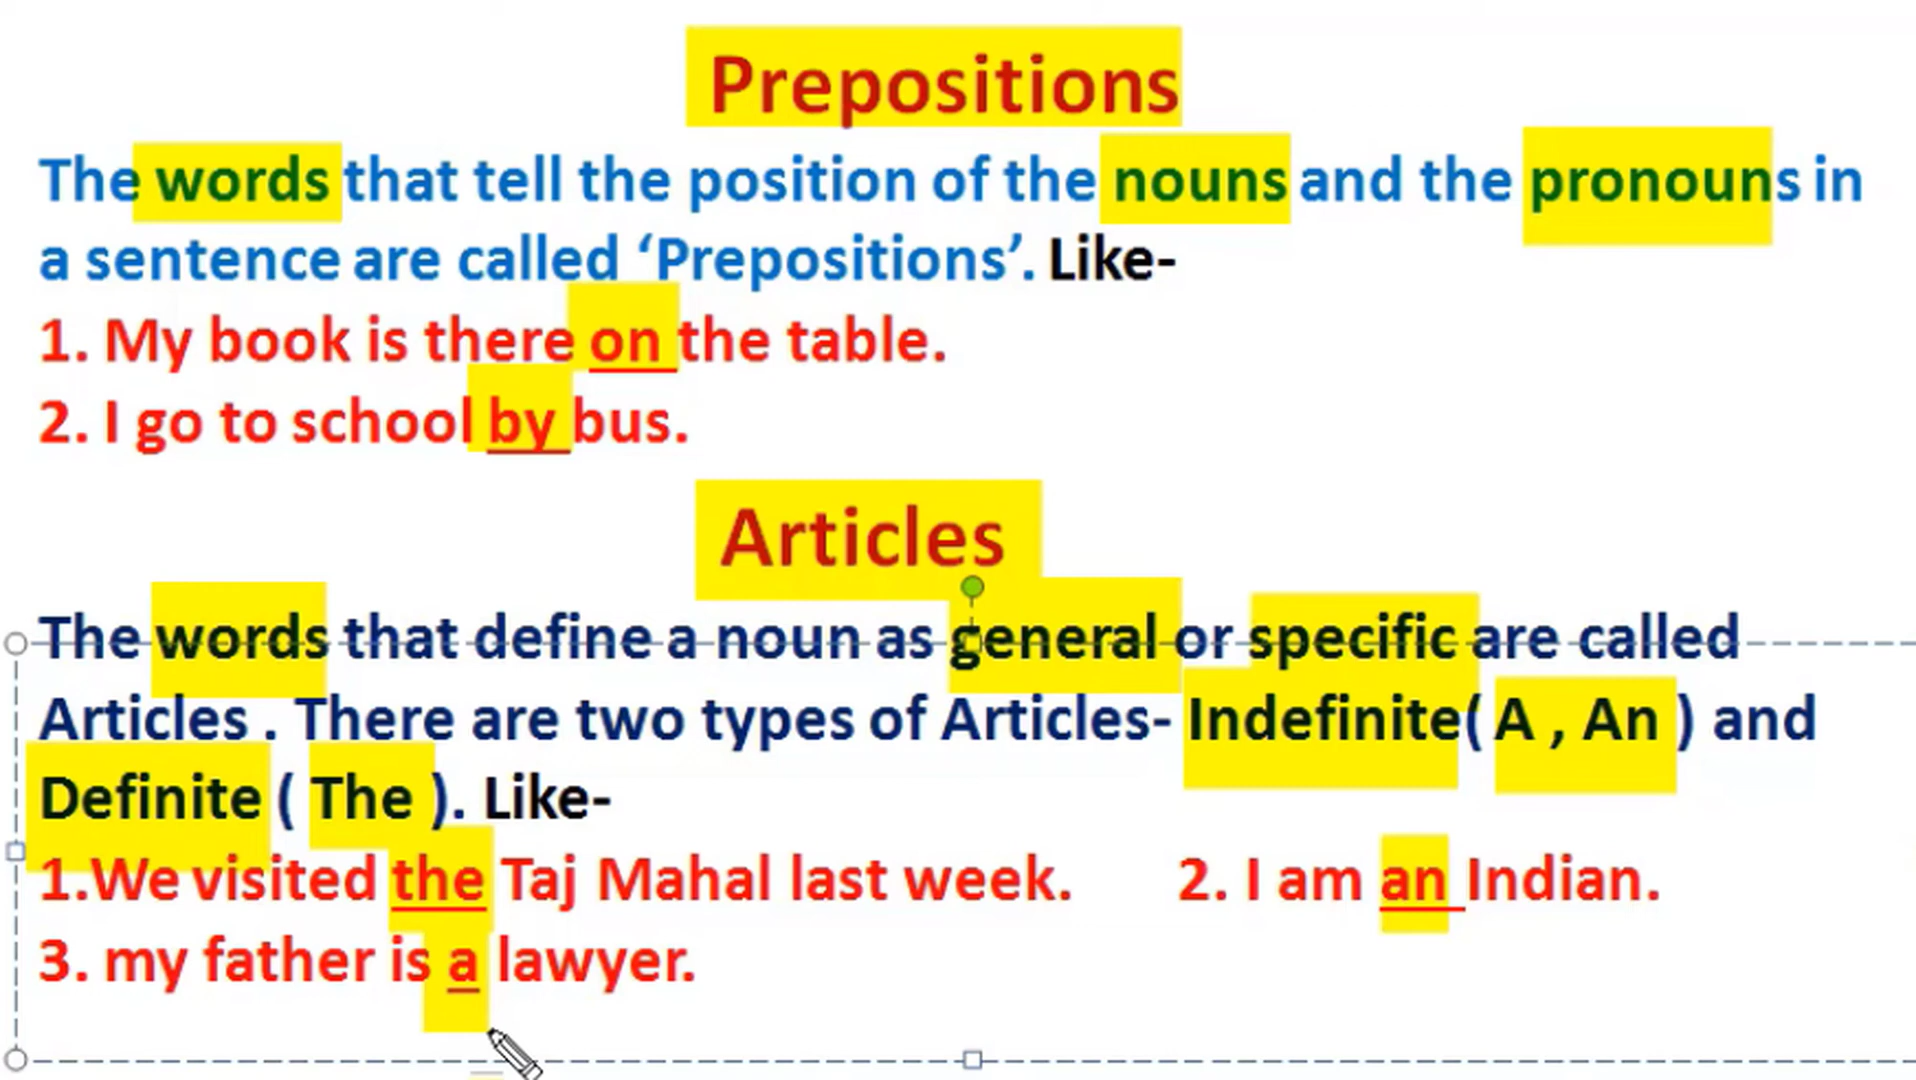 Prepositions
The words that tell the position of the nouns and the pronouns in
a sentence are called ‘Prepositions’. Like-
1. My book is there on the table.
2. I go to school by bus.
Articles
The words that define a noun as general or specific are called
Articles . There are two types of Articles- Indefinite( A , An ) and
Definite ( The ). Like-
1.We visited the Taj Mahal last week. 2. I am an Indian.
3. my father is a lawyer.